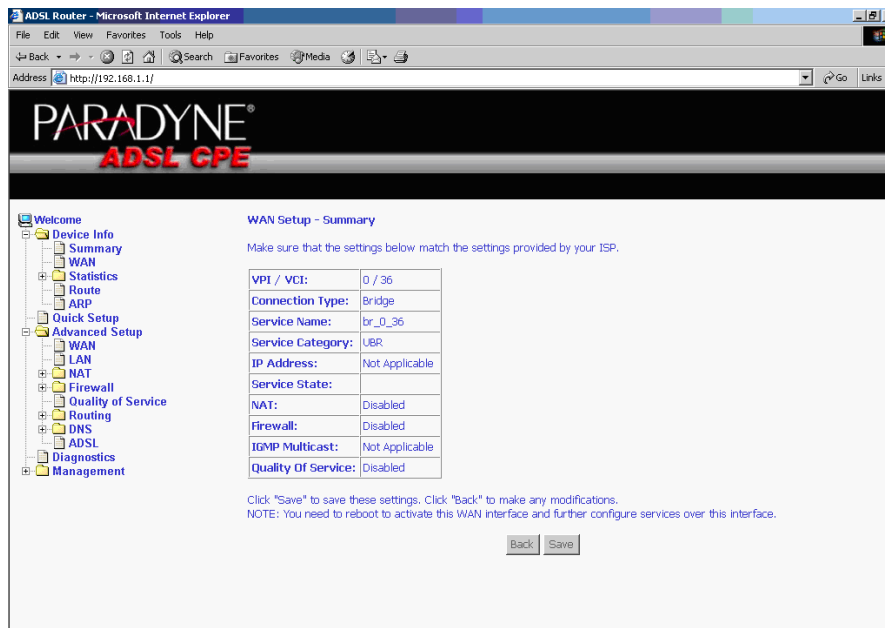 ADSL Router - Microsoft Internet Explorer
File Edit View Favorites Tools Help
Back Search Favorites Media
Address http://192.168.1.1/ Go Links
PARADYNE®
ADSL CPE
Welcome
Device Info
Summary
WAN
Statistics
Route
ARP
Quick Setup
Advanced Setup
WAN
LAN
NAT
Firewall
Quality of Service
Routing
DNS
ADSL
Diagnostics
Management
WAN Setup - Summary
Make sure that the settings below match the settings provided by your ISP.
VPI / VCI: 0 / 36
Connection Type: Bridge
Service Name: br_0_36
Service Category: UBR
IP Address: Not Applicable
Service State:
NAT: Disabled
Firewall: Disabled
IGMP Multicast: Not Applicable
Quality Of Service: Disabled
Click "Save" to save these settings. Click "Back" to make any modifications.
NOTE: You need to reboot to activate this WAN interface and further configure services over this interface.
Back Save